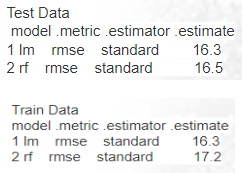 Test Data
model .metric .estimator .estimate
1 lm rmse standard 16.3
2 rf rmse standard 16.5
Train Data
model .metric .estimator .estimate
1 lm rmse standard 16.3
2 rf rmse standard 17.2